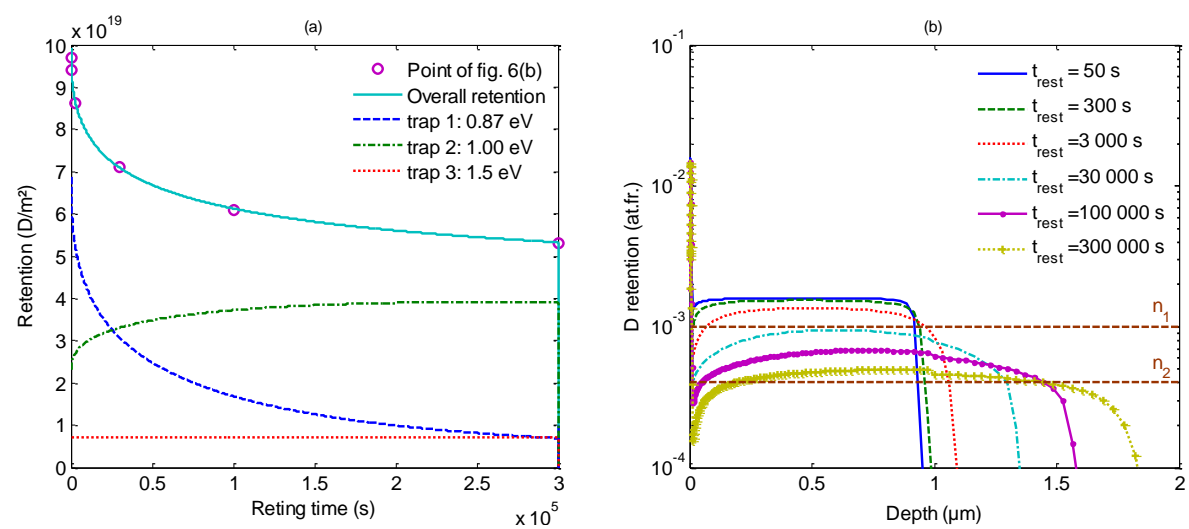 (a)
x 10^19
10
9
8
7
6
5
4
3
2
1
0
Retention (D/m²)
Point of fig. 6(b)
Overall retention
trap 1: 0.87 eV
trap 2: 1.00 eV
trap 3: 1.5 eV
0
0.5
1
1.5
2
2.5
3
Reting time (s)
x 10^5
(b)
10^-1
10^-2
10^-3
10^-4
D retention (at.fr.)
t_rest = 50 s
t_rest = 300 s
t_rest =3 000 s
t_rest =30 000 s
t_rest =100 000 s
t_rest =300 000 s
n_1
n_2
0
0.5
1
1.5
2
Depth (µm)